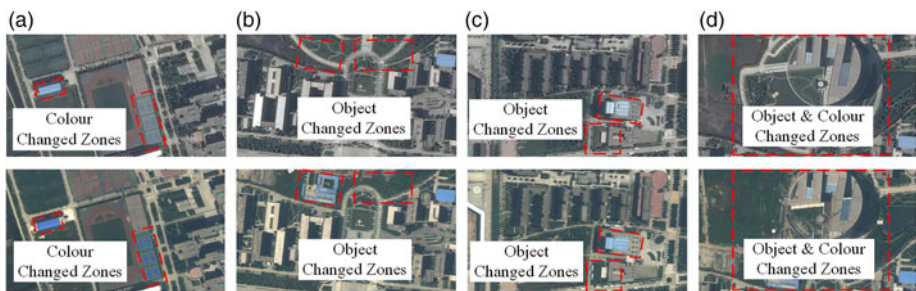 (a)
(b)
(c)
(d)
Colour
Changed Zones
Object
Changed Zones
Object
Changed Zones
Object & Colour
Changed Zones
Colour
Changed Zones
Object
Changed Zones
Object
Changed Zones
Object & Colour
Changed Zones